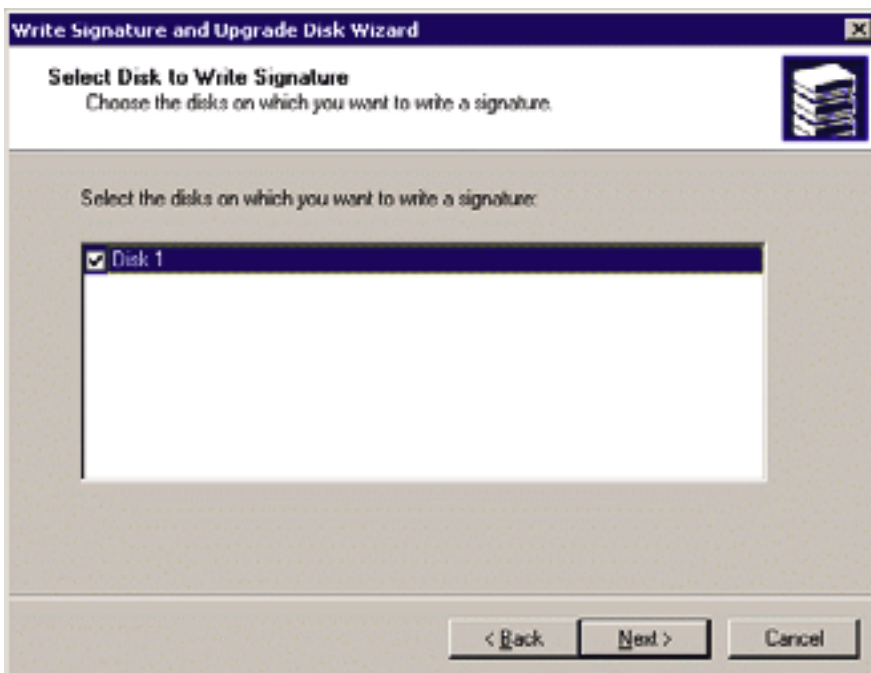 Write Signature and Upgrade Disk Wizard
Select Disk to Write Signature
Choose the disks on which you want to write a signature.
Select the disks on which you want to write a signature:
Disk 1
< Back
Next >
Cancel